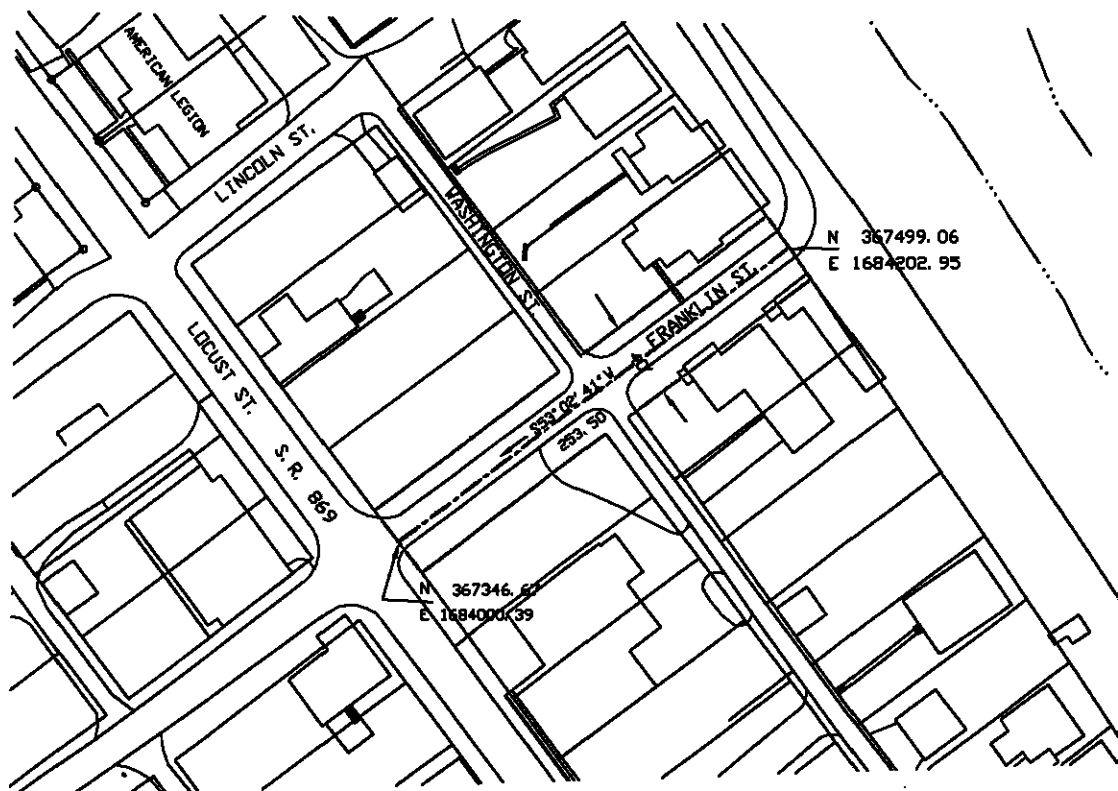 AMERICAN LEGION
LINCOLN ST.
WASHINGTON ST
N 367499.06
E 1684202.95
FRANKLIN ST.
LOCUST ST. S.R. 869
S53°02'41"W
253.50
N 367346.67
E 1684000.39